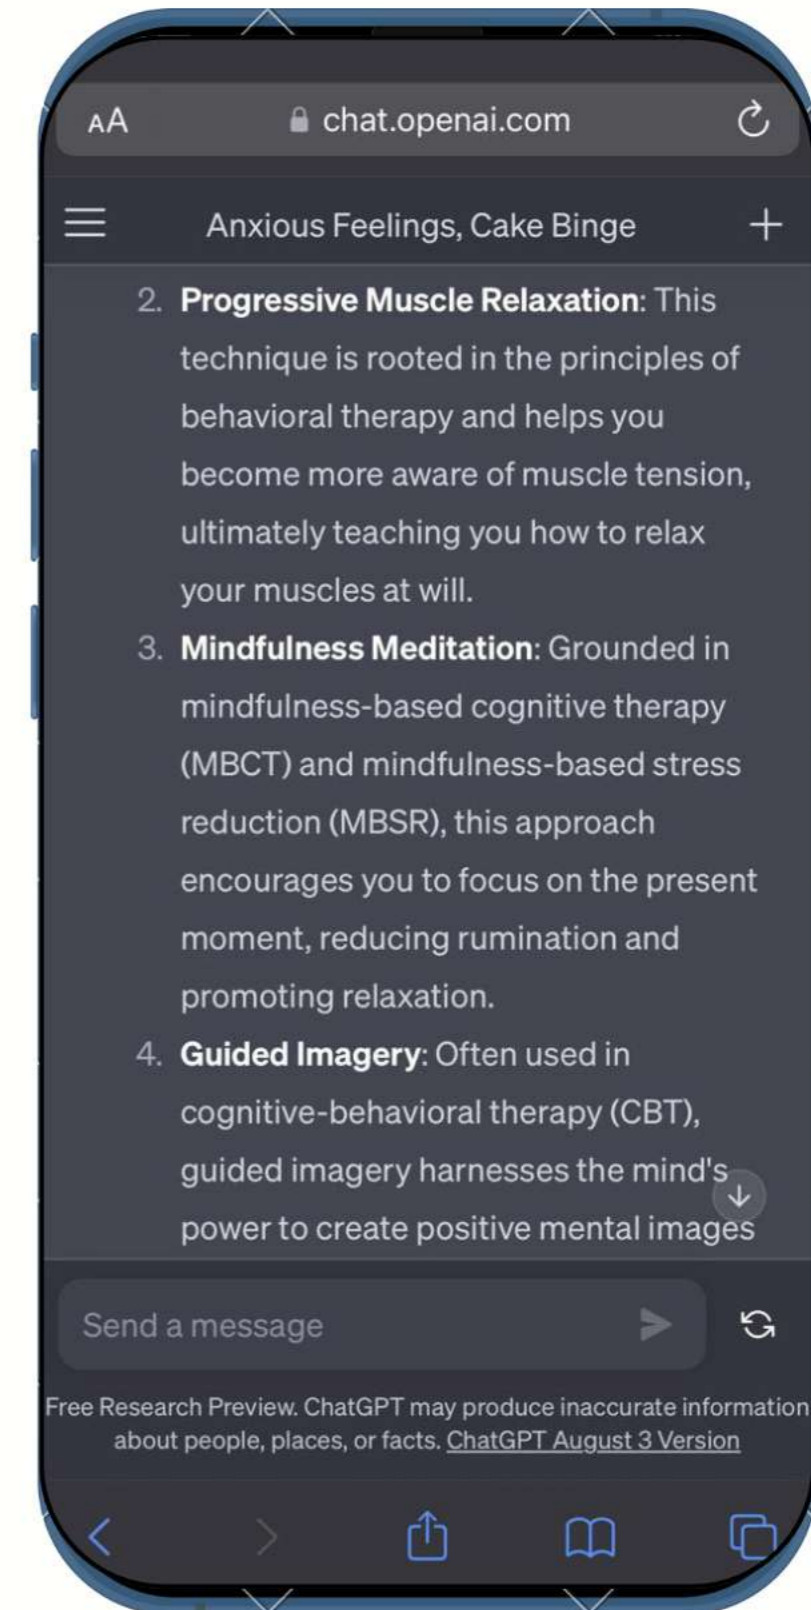 AA chat.openai.com
Anxious Feelings, Cake Binge
2. Progressive Muscle Relaxation: This
technique is rooted in the principles of
behavioral therapy and helps you
become more aware of muscle tension,
ultimately teaching you how to relax
your muscles at will.
3. Mindfulness Meditation: Grounded in
mindfulness-based cognitive therapy
(MBCT) and mindfulness-based stress
reduction (MBSR), this approach
encourages you to focus on the present
moment, reducing rumination and
promoting relaxation.
4. Guided Imagery: Often used in
cognitive-behavioral therapy (CBT),
guided imagery harnesses the mind's
power to create positive mental images
Send a message
Free Research Preview. ChatGPT may produce inaccurate information
about people, places, or facts. ChatGPT August 3 Version